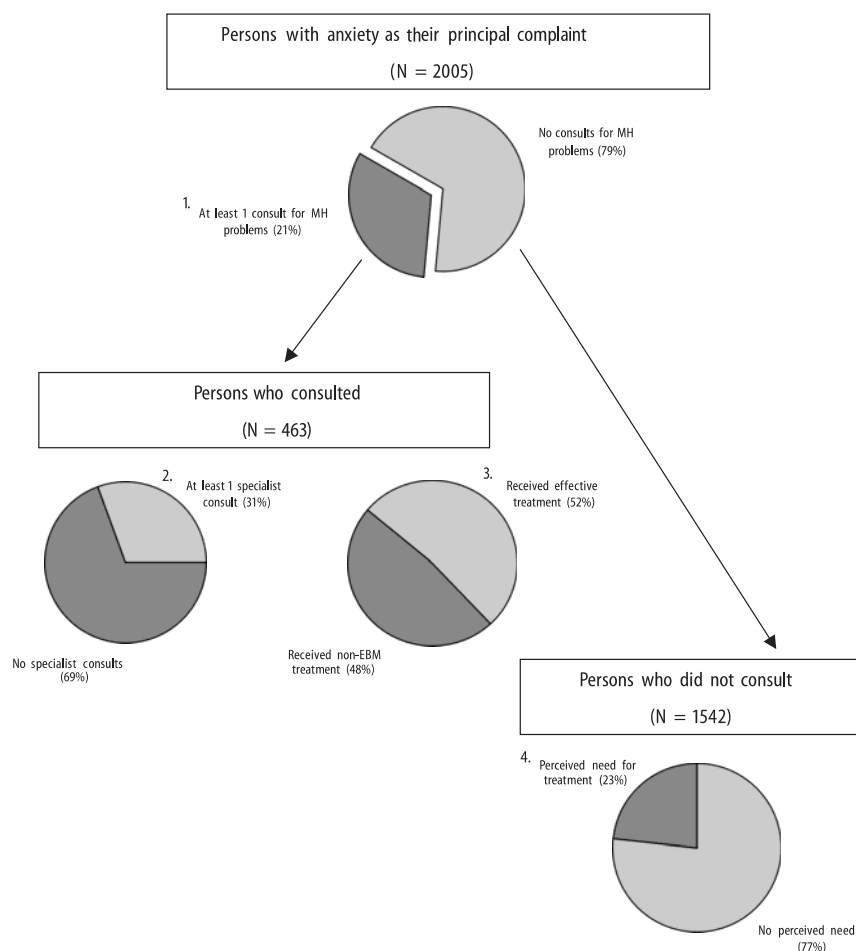 Persons with anxiety as their principal complaint
(N = 2005)
No consults for MH
problems (79%)
1.
At least 1 consult for MH
problems (21%)
Persons who consulted
(N = 463)
2.
At least 1 specialist
consult (31%)
No specialist consults
(69%)
3.
Received effective
treatment (52%)
Received non-EBM
treatment (48%)
Persons who did not consult
(N = 1542)
4.
Perceived need for
treatment (23%)
No perceived need
(77%)